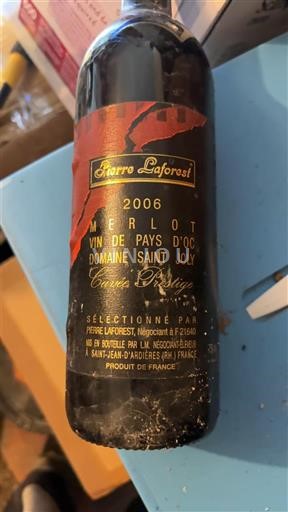 Pierre Laforest
2006
MERLOT
VIN DE PAYS D'OC
DOMAINE SAINT
Cuvée Prestige
SÉLECTIONNÉ PAR
PIERRE LAFOREST, Négociant à F-21640
MIS EN BOUTEILLE PAR L.M. NÉGOCIANT-ÉLEVEUR
À SAINT-JEAN-D'ARDIÈRES (RH.) FRANCE
PRODUIT DE FRANCE